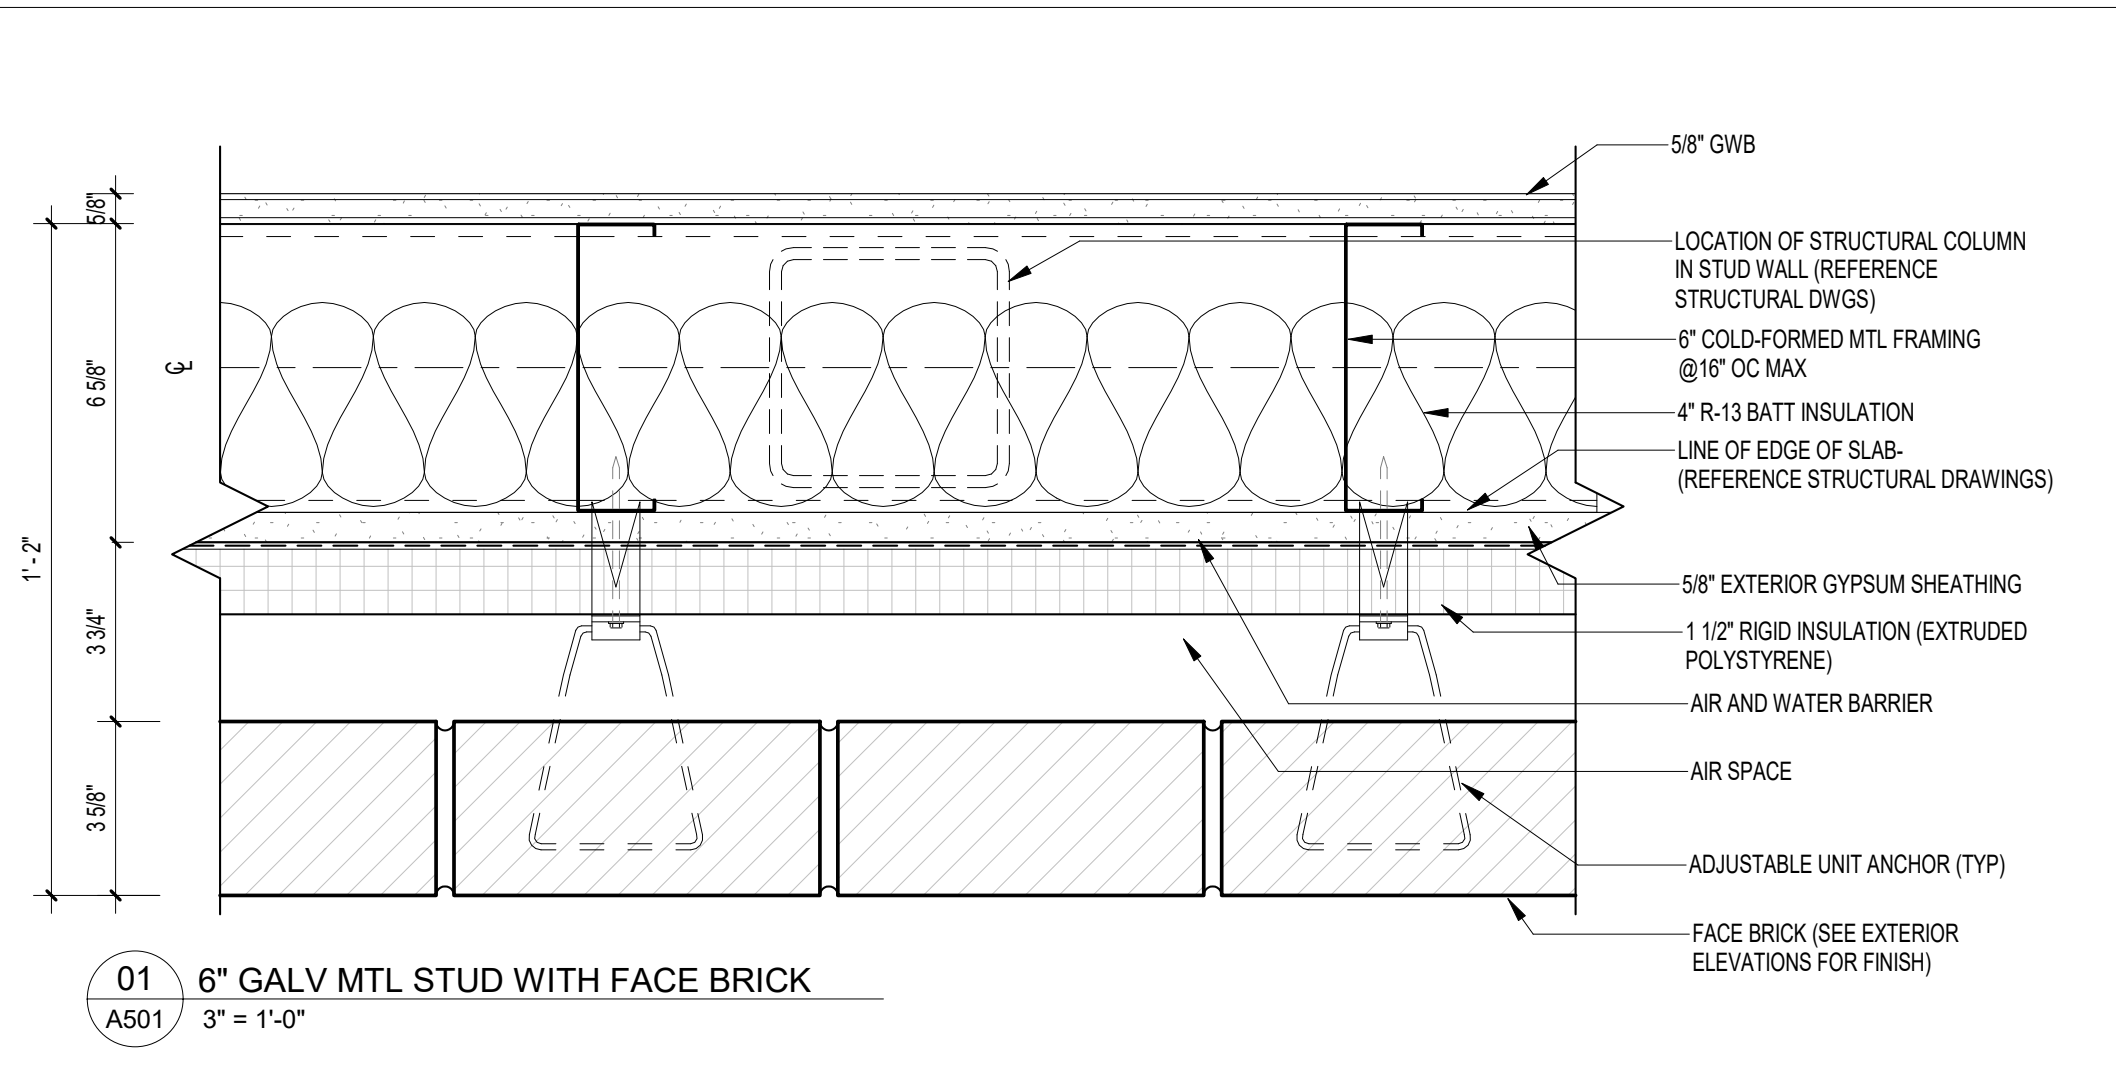 5/8" GWB
LOCATION OF STRUCTURAL COLUMN
IN STUD WALL (REFERENCE
STRUCTURAL DWGS)
6" COLD-FORMED MTL FRAMING
@16" OC MAX
4" R-13 BATT INSULATION
LINE OF EDGE OF SLAB-
(REFERENCE STRUCTURAL DRAWINGS)
5/8" EXTERIOR GYPSUM SHEATHING
1 1/2" RIGID INSULATION (EXTRUDED
POLYSTYRENE)
AIR AND WATER BARRIER
AIR SPACE
ADJUSTABLE UNIT ANCHOR (TYP)
FACE BRICK (SEE EXTERIOR
ELEVATIONS FOR FINISH)
5/8"
6 5/8"
3 3/4"
3 5/8"
1' - 2"
℄
01
A501
6" GALV MTL STUD WITH FACE BRICK
3" = 1'-0"